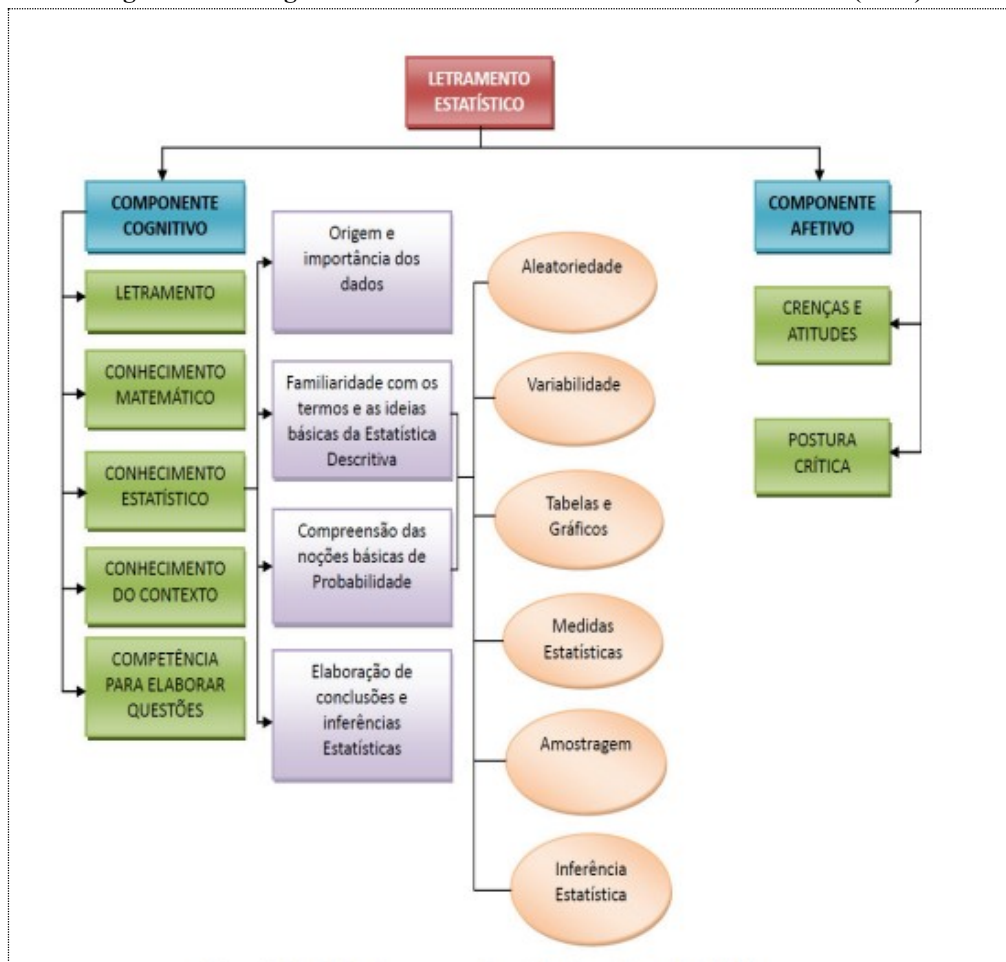 LETRAMENTO
ESTATÍSTICO
COMPONENTE
COGNITIVO
LETRAMENTO
CONHECIMENTO
MATEMÁTICO
CONHECIMENTO
ESTATÍSTICO
CONHECIMENTO
DO CONTEXTO
COMPETÊNCIA
PARA ELABORAR
QUESTÕES
Origem e
importância dos
dados
Familiaridade com os
termos e as ideias
básicas da Estatística
Descritiva
Compreensão das
noções básicas de
Probabilidade
Elaboração de
conclusões e
inferências
Estatísticas
Aleatoriedade
Variabilidade
Tabelas e
Gráficos
Medidas
Estatísticas
Amostragem
Inferência
Estatística
COMPONENTE
AFETIVO
CRENÇAS E
ATITUDES
POSTURA
CRÍTICA